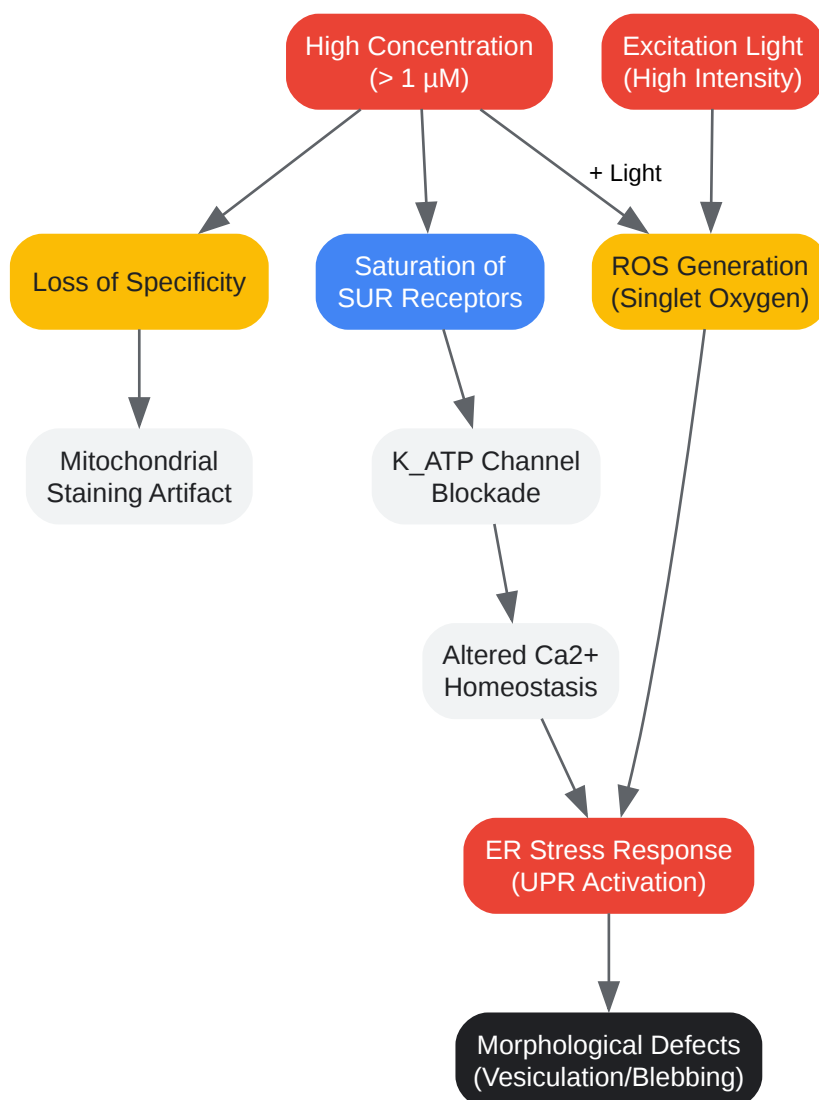 High Concentration
(> 1 µM)
Excitation Light
(High Intensity)
+ Light
Loss of Specificity
Saturation of
SUR Receptors
ROS Generation
(Singlet Oxygen)
Mitochondrial
Staining Artifact
K_ATP Channel
Blockade
Altered Ca2+
Homeostasis
ER Stress Response
(UPR Activation)
Morphological Defects
(Vesiculation/Blebbing)